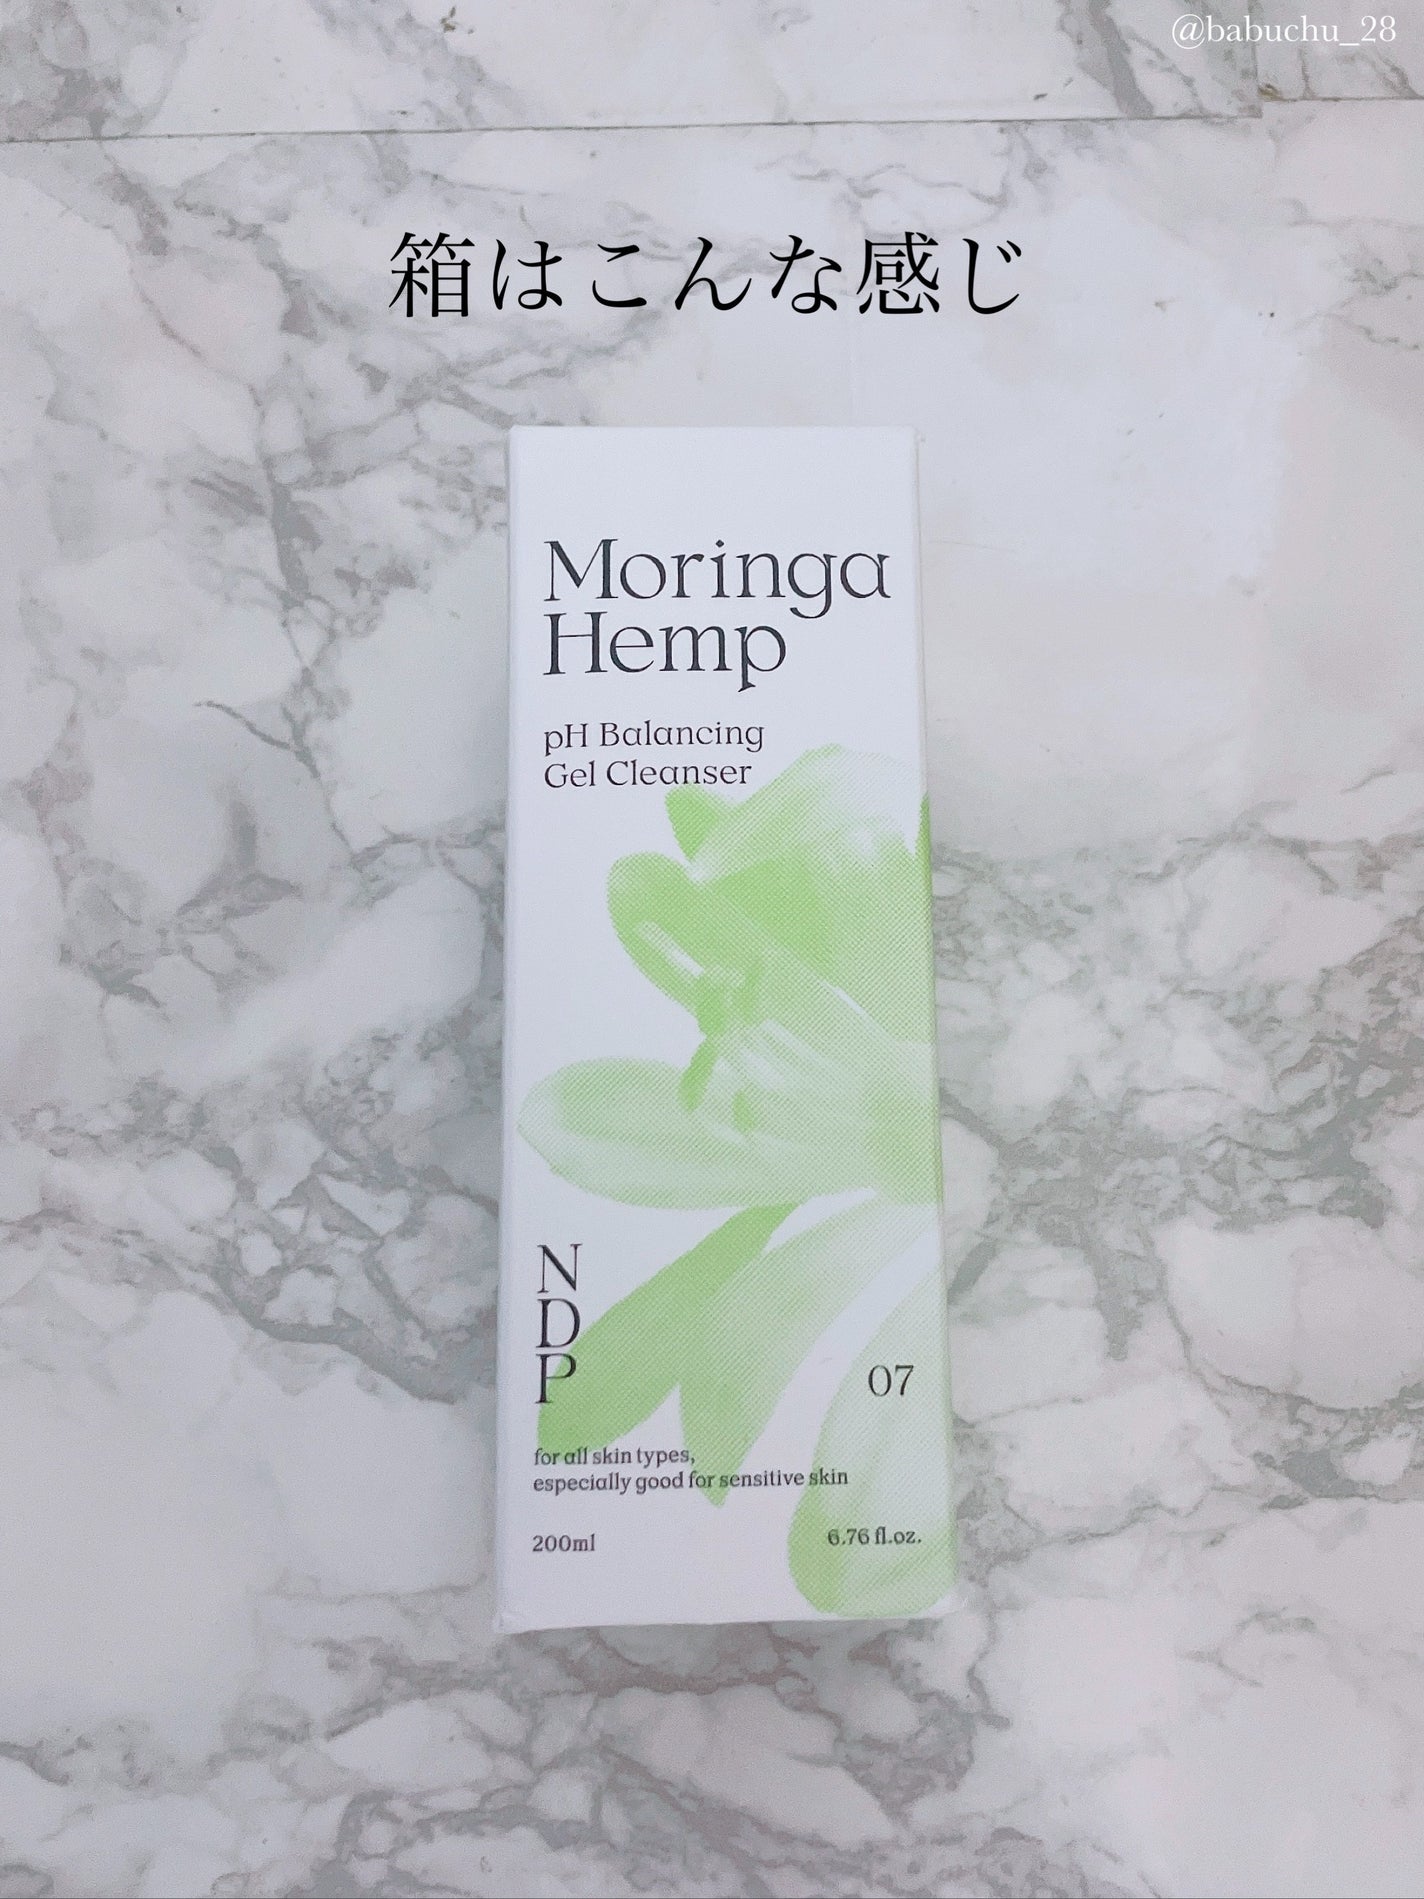 @babuchu_28
箱はこんな感じ
Moringa
Hemp
pH Balancing
Gel Cleanser
N
D
P
07
for all skin types,
especially good for sensitive skin
200ml
6.76 fl.oz.